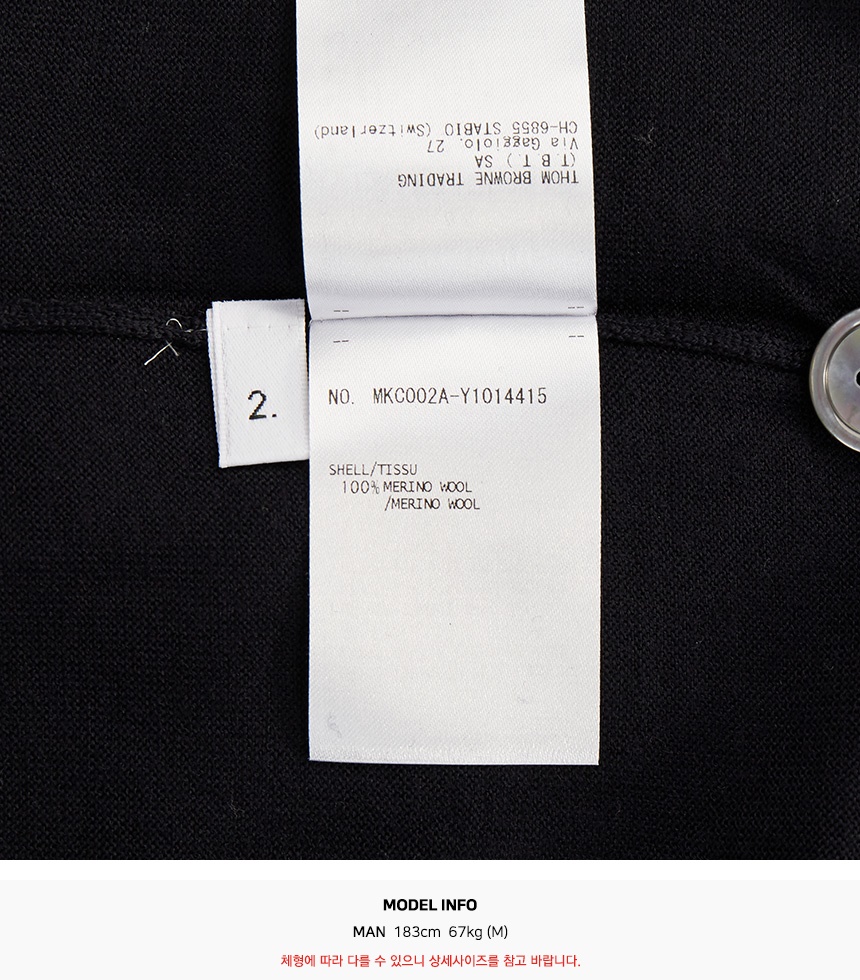 THOM BROWNE TRADING
(T.B.T.) SA
Via Gaggiolo, 27
CH-6855 STABIO (Switzerland)
2.
NO. MKC002A-Y1014415
SHELL/TISSU
100% MERINO WOOL
/MERINO WOOL
MODEL INFO
MAN 183cm 67kg (M)
체형에 따라 다를 수 있으니 상세사이즈를 참고 바랍니다.